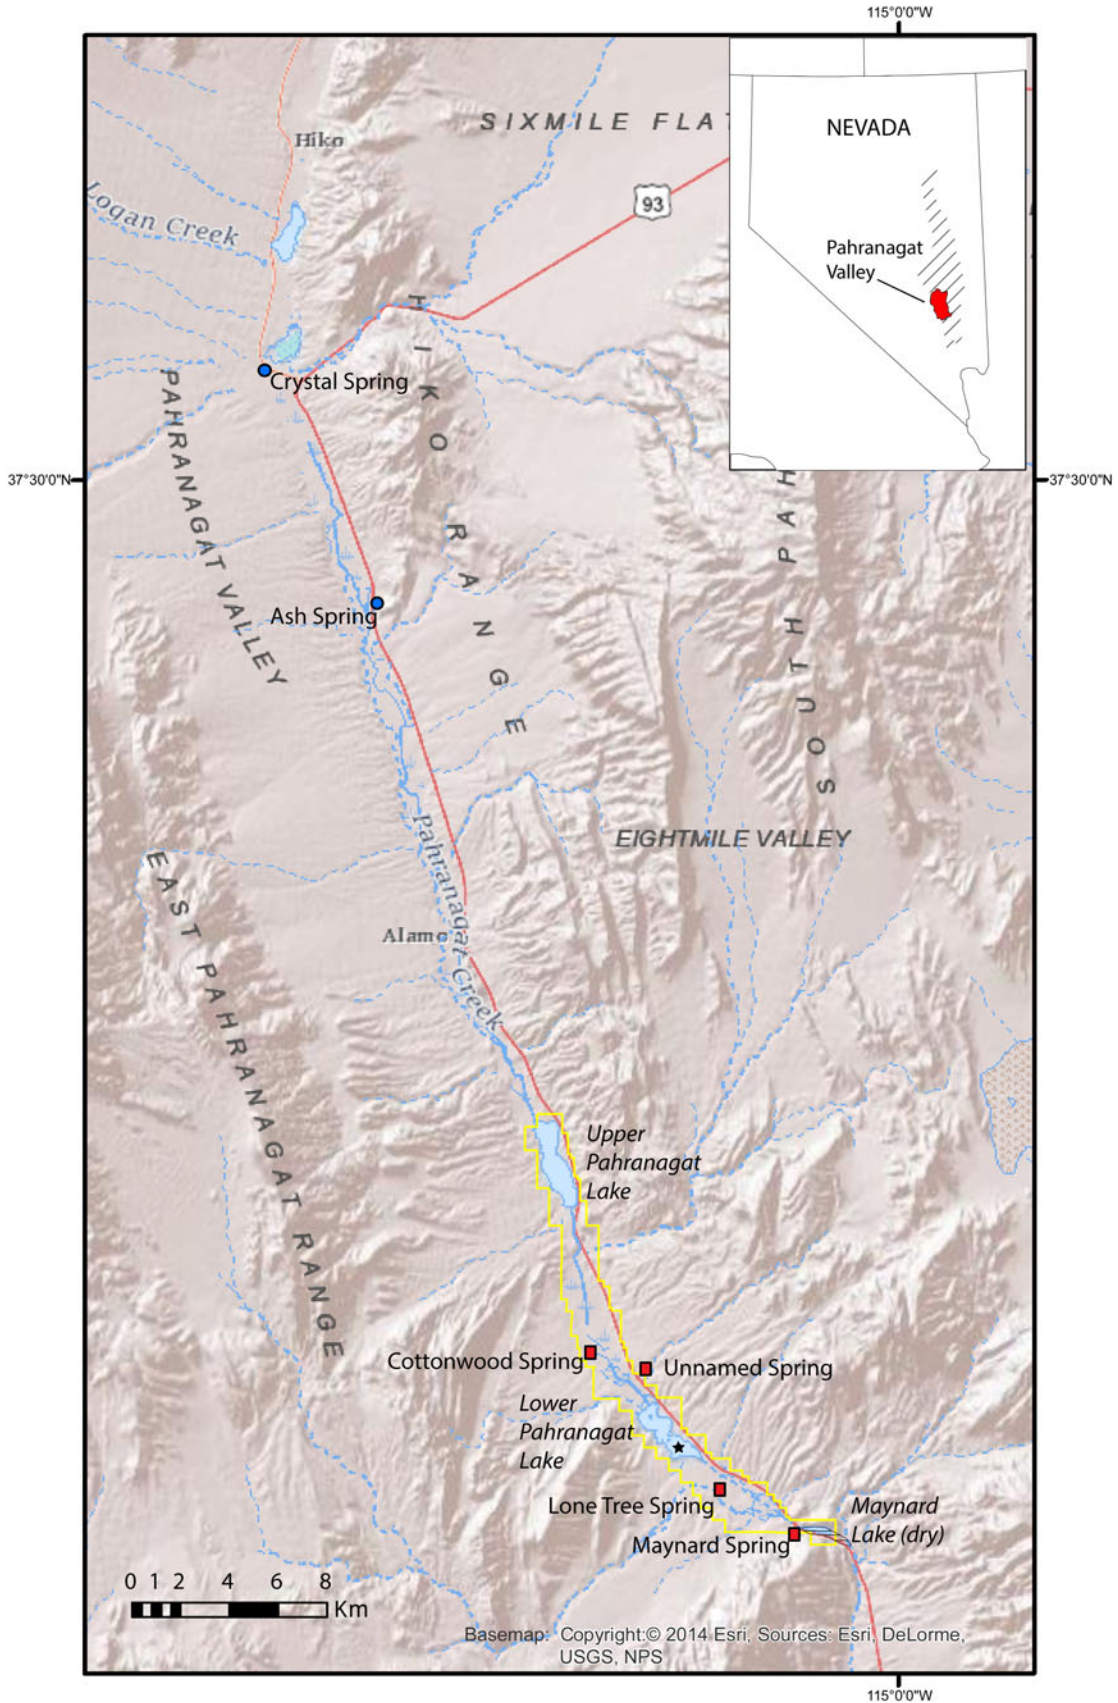 115°0'0"W
NEVADA
Pahranagat
Valley
SIXMILE FLAT
Hiko
93
Logan Creek
HIKO RANGE
Crystal Spring
PAHRANAGAT VALLEY
37°30'0"N
37°30'0"N
SOUTH PAH
Ash Spring
EIGHTMILE VALLEY
Pahranagat Creek
EAST PAHRANAGAT RANGE
Alamo
Upper
Pahranagat
Lake
Cottonwood Spring
Unnamed Spring
Lower
Pahranagat
Lake
Lone Tree Spring
Maynard
Lake (dry)
Maynard Spring
0 1 2 4 6 8
Km
Basemap: Copyright:© 2014 Esri, Sources: Esri, DeLorme,
USGS, NPS
115°0'0"W